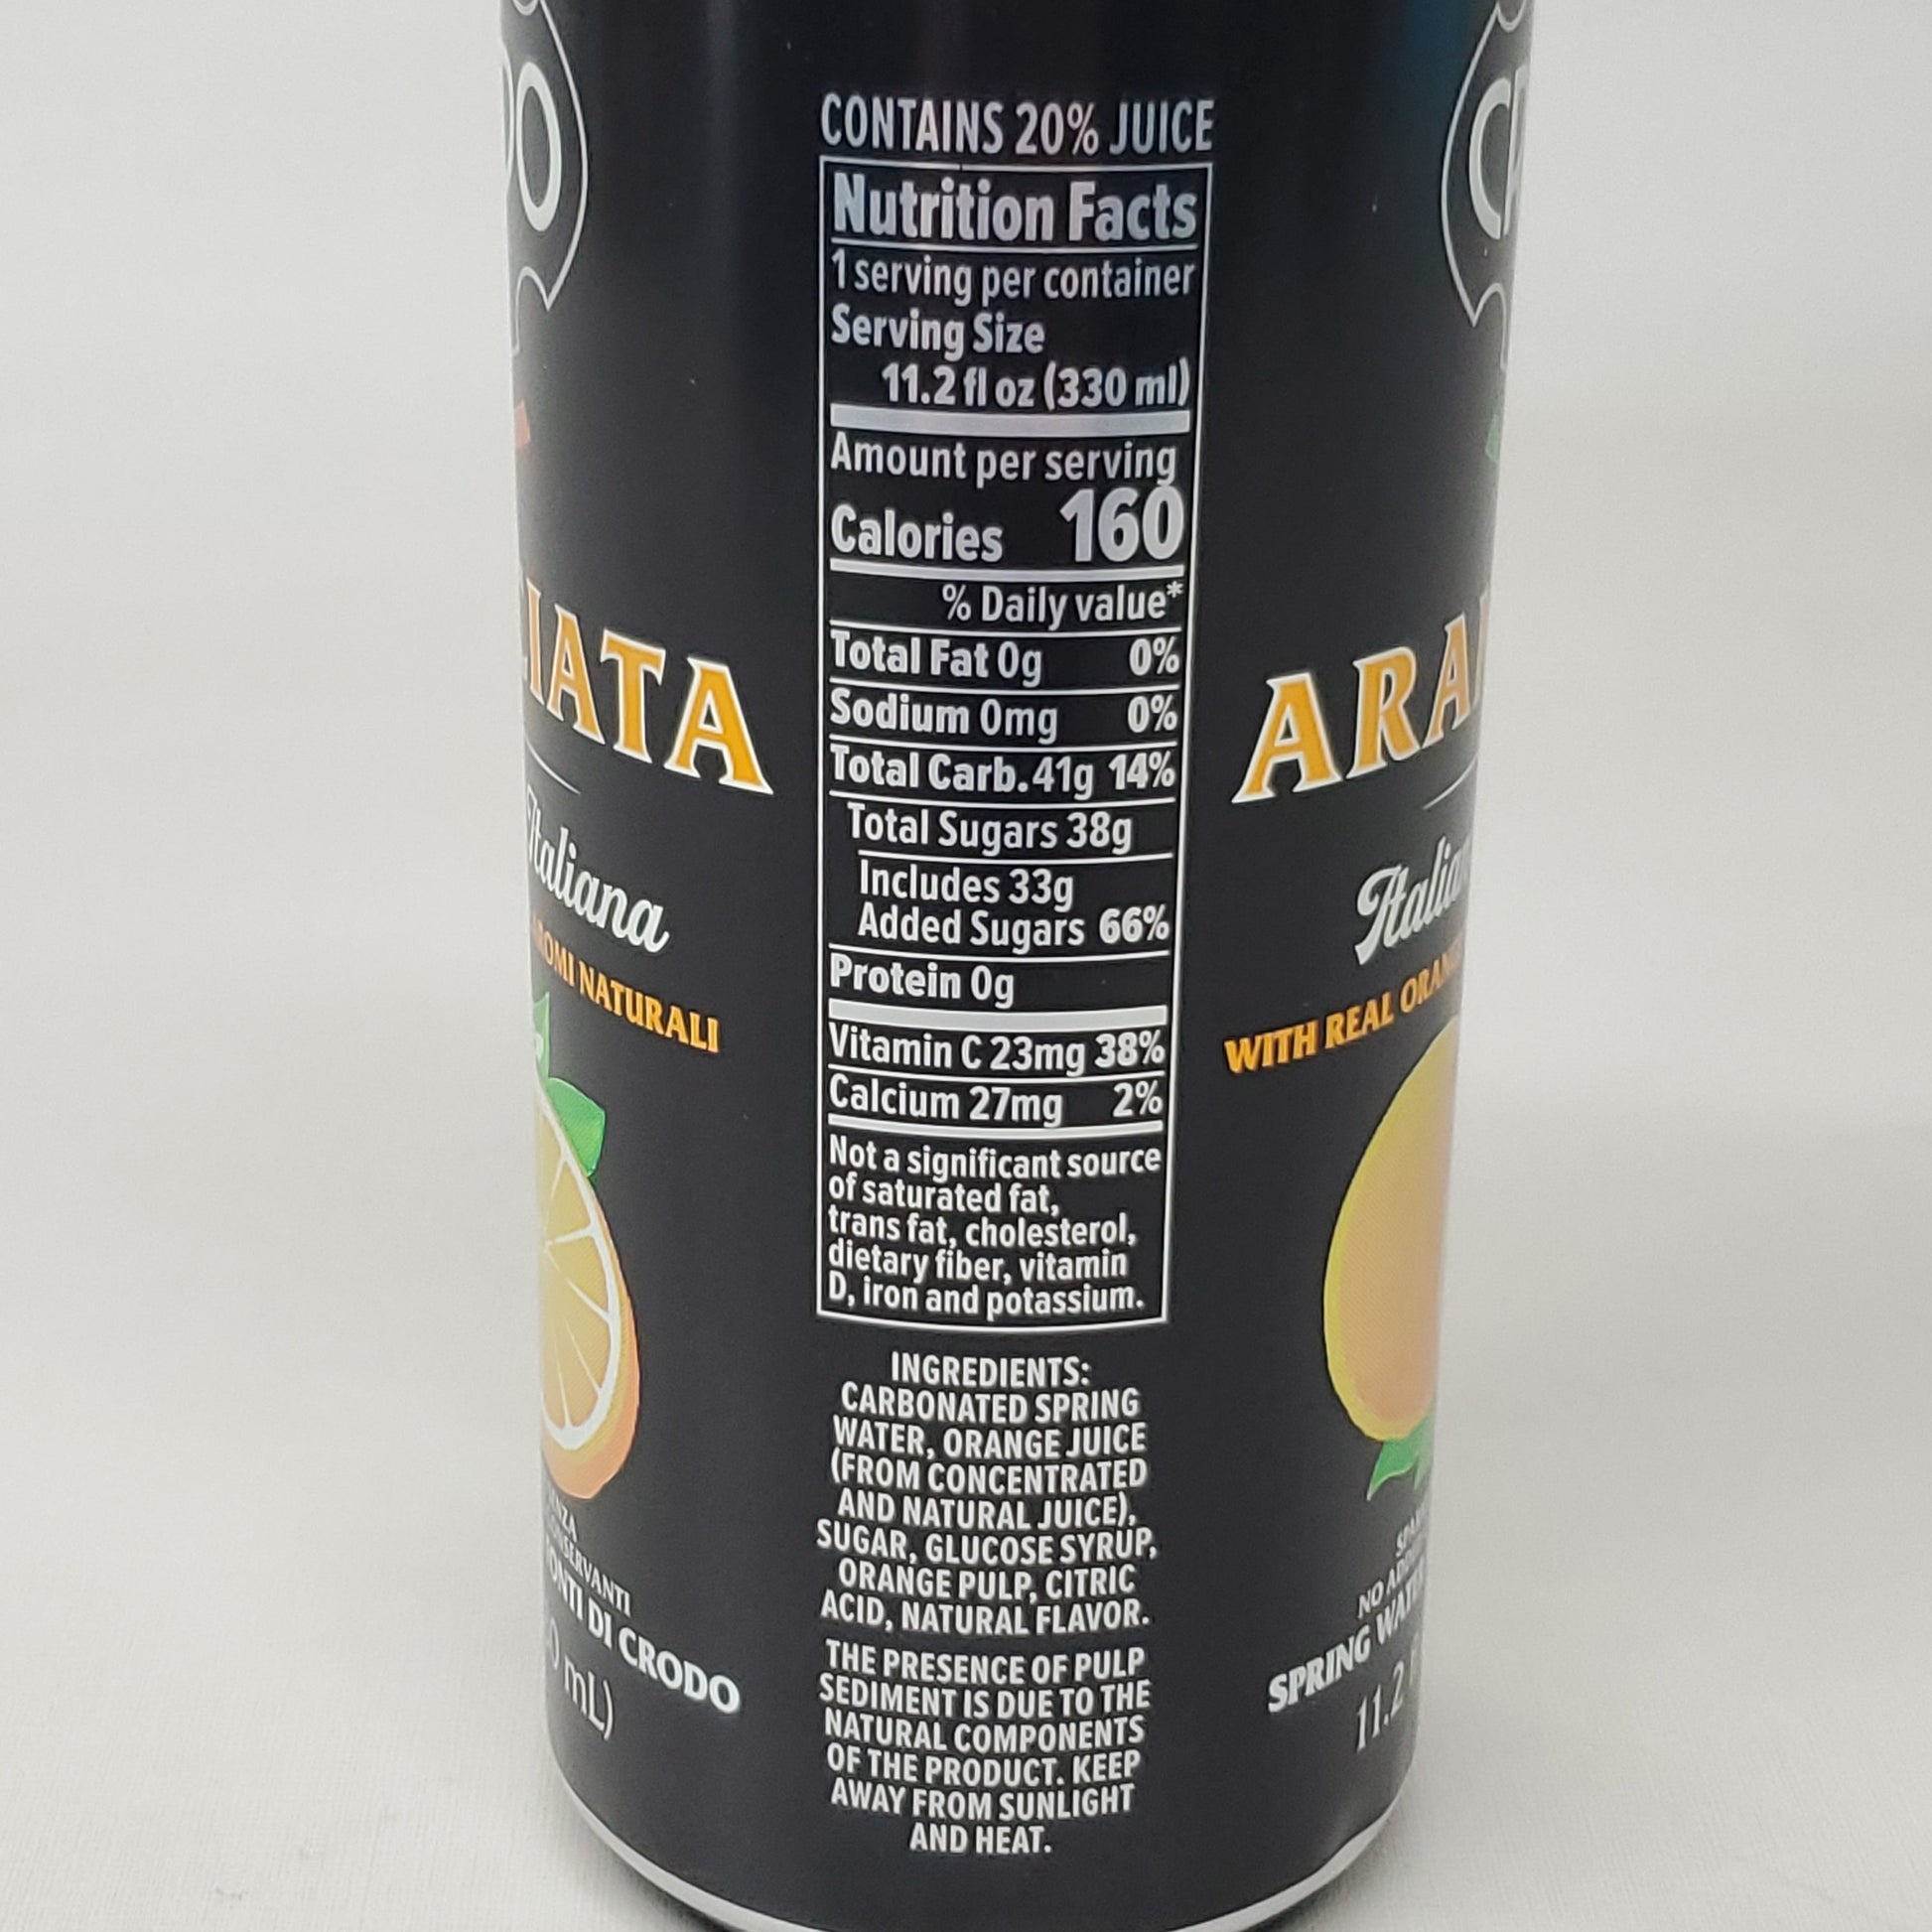 CONTAINS 20% JUICE
Nutrition Facts
1 serving per container
Serving Size
11.2 fl oz (330 ml)
Amount per serving
Calories 160
% Daily value*
Total Fat 0g 0%
Sodium 0mg 0%
Total Carb. 41g 14%
Total Sugars 38g
Includes 33g
Added Sugars 66%
Protein 0g
Vitamin C 23mg 38%
Calcium 27mg 2%
Not a significant source
of saturated fat,
trans fat, cholesterol,
dietary fiber, vitamin
D, iron and potassium.
INGREDIENTS:
CARBONATED SPRING
WATER, ORANGE JUICE
(FROM CONCENTRATED
AND NATURAL JUICE),
SUGAR, GLUCOSE SYRUP,
ORANGE PULP, CITRIC
ACID, NATURAL FLAVOR.
THE PRESENCE OF PULP
SEDIMENT IS DUE TO THE
NATURAL COMPONENTS
OF THE PRODUCT. KEEP
AWAY FROM SUNLIGHT
AND HEAT.
IATA
Italiana
NATURALI
DI CRODO
mL)
ARA
WITH REAL
NO
SPRING
11.2